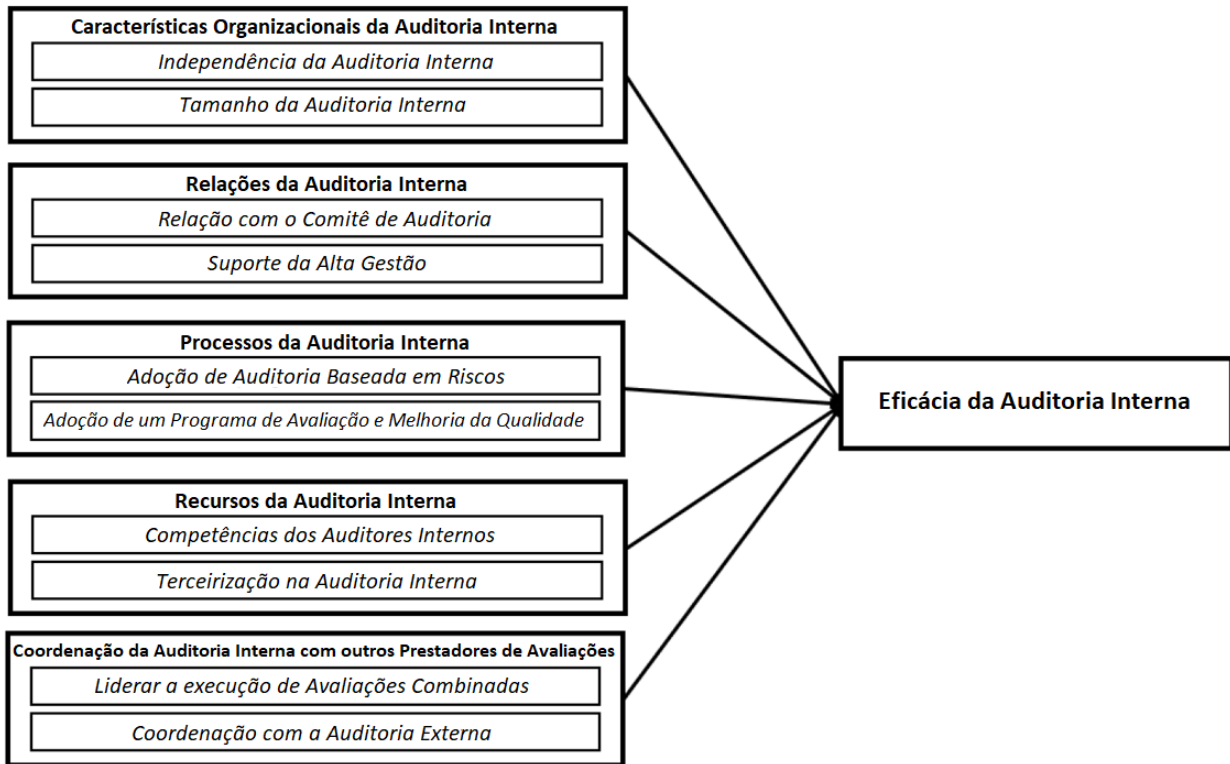 Características Organizacionais da Auditoria Interna
Independência da Auditoria Interna
Tamanho da Auditoria Interna
Relações da Auditoria Interna
Relação com o Comitê de Auditoria
Suporte da Alta Gestão
Processos da Auditoria Interna
Adoção de Auditoria Baseada em Riscos
Adoção de um Programa de Avaliação e Melhoria da Qualidade
Recursos da Auditoria Interna
Competências dos Auditores Internos
Terceirização na Auditoria Interna
Coordenação da Auditoria Interna com outros Prestadores de Avaliações
Liderar a execução de Avaliações Combinadas
Coordenação com a Auditoria Externa
Eficácia da Auditoria Interna